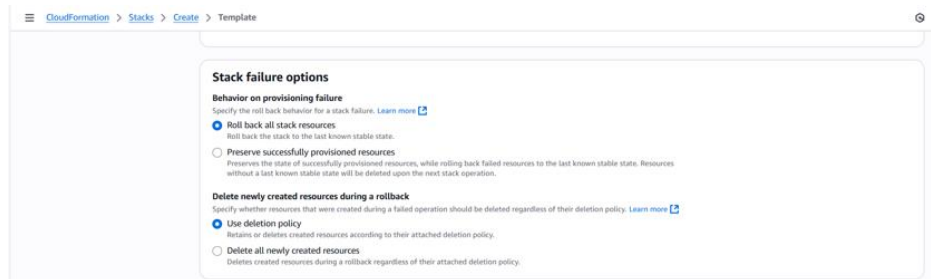 CloudFormation > Stacks > Create > Template
Stack failure options
Behavior on provisioning failure
Specify the roll back behavior for a stack failure. Learn more
Roll back all stack resources
Roll back the stack to the last known stable state.
Preserve successfully provisioned resources
Preserves the state of successfully provisioned resources, while rolling back failed resources to the last known stable state. Resources
without a last known stable state will be deleted upon the next stack operation.
Delete newly created resources during a rollback
Specify whether resources that were created during a failed operation should be deleted regardless of their deletion policy. Learn more
Use deletion policy
Retains or deletes created resources according to their attached deletion policy.
Delete all newly created resources
Deletes created resources during a rollback regardless of their attached deletion policy.